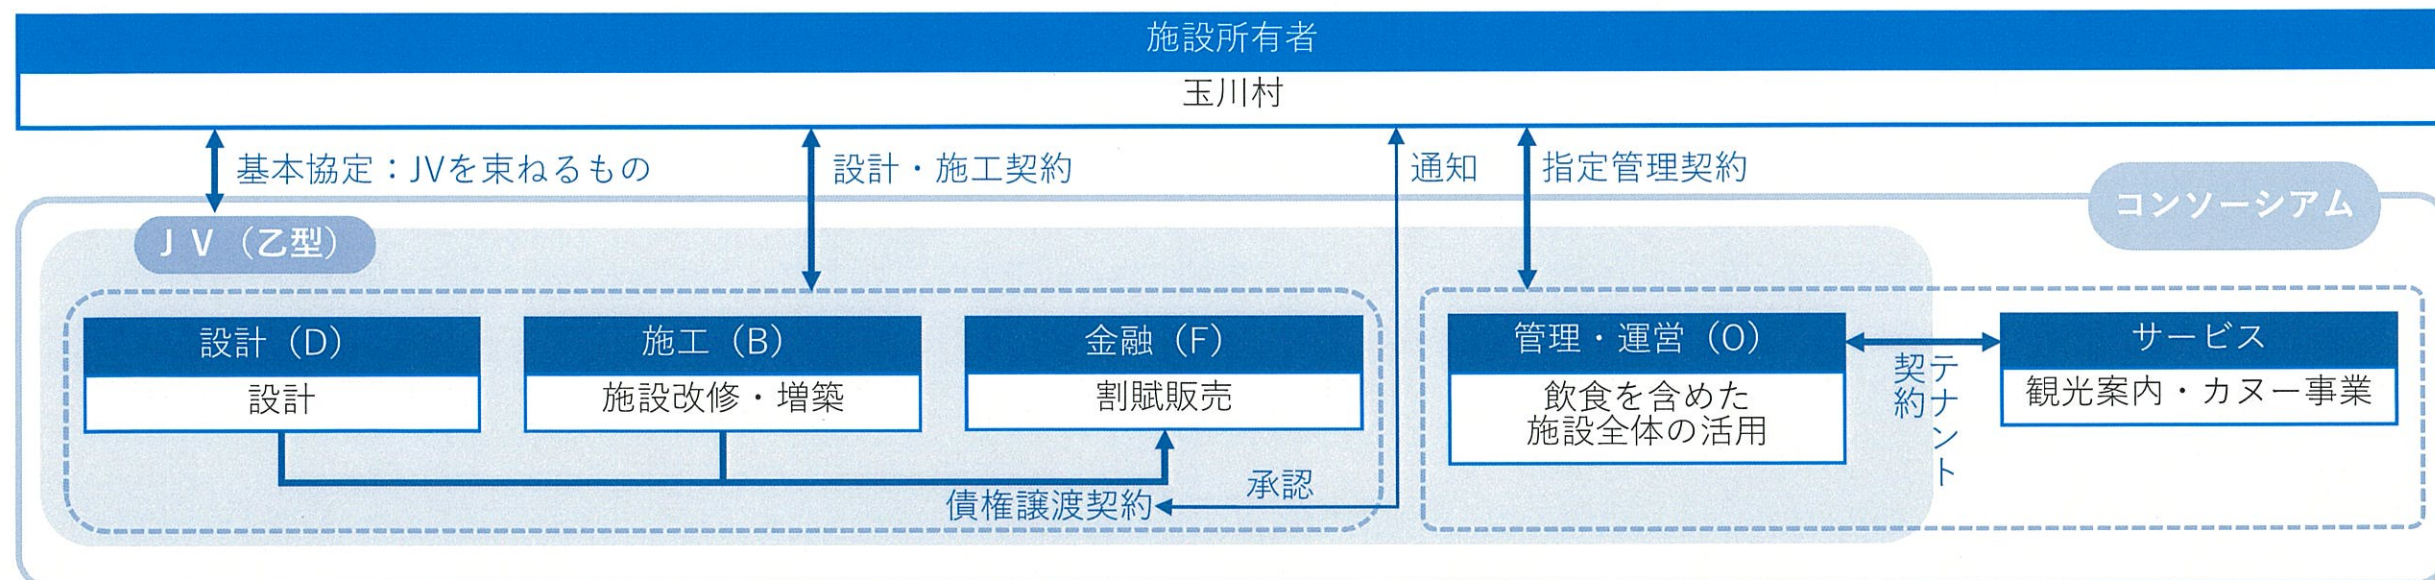 施設所有者
玉川村
基本協定：JVを束ねるもの
設計・施工契約
通知
指定管理契約
コンソーシアム
ＪＶ（乙型）
設計（D）
設計
施工（B）
施設改修・増築
金融（F）
割賦販売
管理・運営（O）
飲食を含めた
施設全体の活用
テナント
契約
サービス
観光案内・カヌー事業
承認
債権譲渡契約